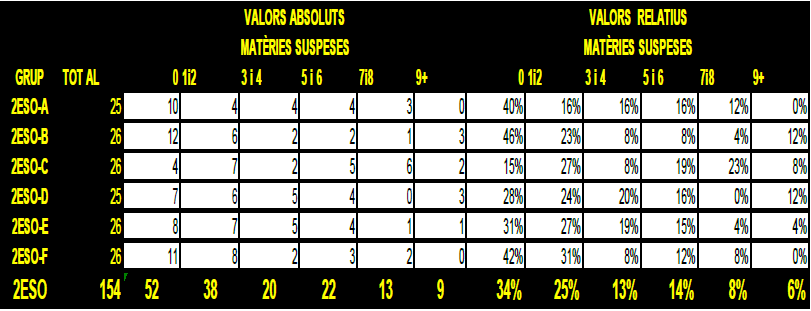 VALORS ABSOLUTS VALORS RELATIUS
MATÈRIES SUSPESES MATÈRIES SUSPESES
GRUP TOT AL 0 1i2 3 i 4 5 i 6 7i8 9+ 0 1i2 3 i 4 5 i 6 7i8 9+
2ESO-A 25 10 4 4 4 3 0 40% 16% 16% 16% 12% 0%
2ESO-B 26 12 6 2 2 1 3 46% 23% 8% 8% 4% 12%
2ESO-C 26 4 7 2 5 6 2 15% 27% 8% 19% 23% 8%
2ESO-D 25 7 6 5 4 0 3 28% 24% 20% 16% 0% 12%
2ESO-E 26 8 7 5 4 1 1 31% 27% 19% 15% 4% 4%
2ESO-F 26 11 8 2 3 2 0 42% 31% 8% 12% 8% 0%
2ESO 154 52 38 20 22 13 9 34% 25% 13% 14% 8% 6%